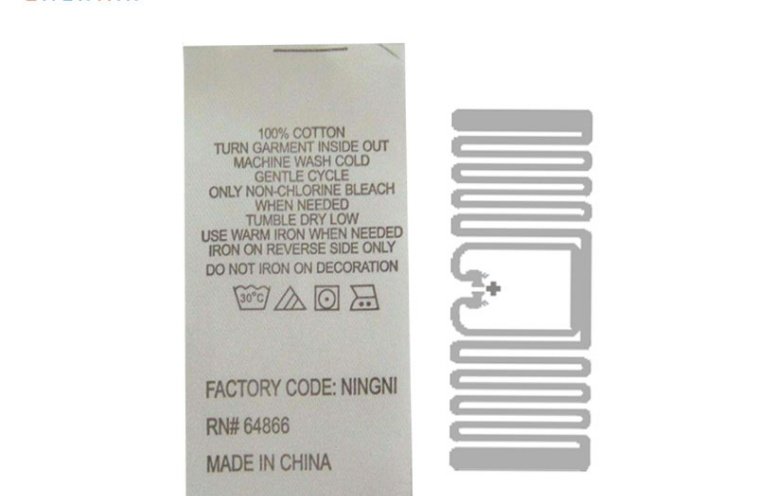 100% COTTON
TURN GARMENT INSIDE OUT
MACHINE WASH COLD
GENTLE CYCLE
ONLY NON-CHLORINE BLEACH
WHEN NEEDED
TUMBLE DRY LOW
USE WARM IRON WHEN NEEDED
IRON ON REVERSE SIDE ONLY
DO NOT IRON ON DECORATION
30°C
FACTORY CODE: NINGNI
RN# 64866
MADE IN CHINA